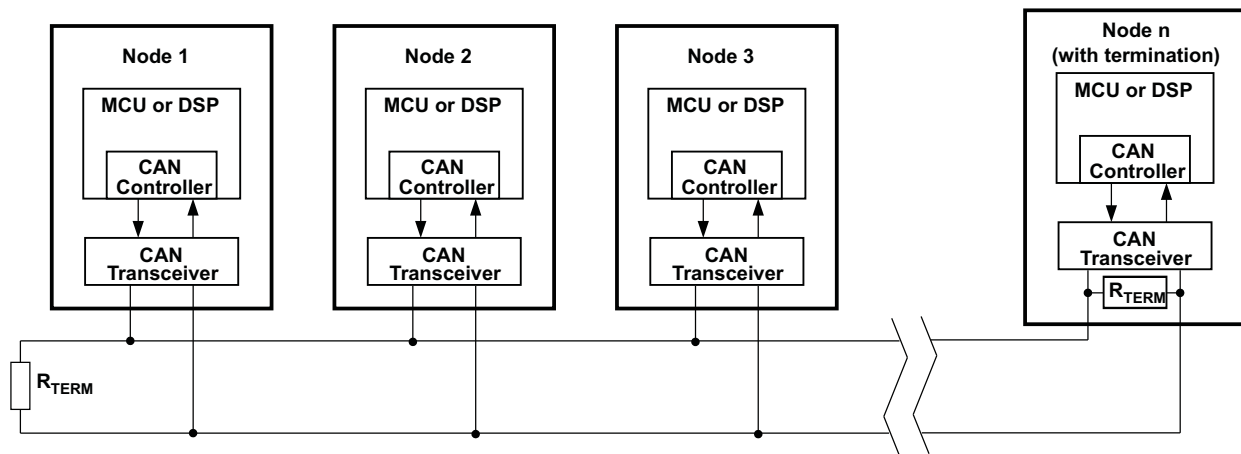 Node 1
MCU or DSP
CAN
Controller
CAN
Transceiver
Node 2
MCU or DSP
CAN
Controller
CAN
Transceiver
Node 3
MCU or DSP
CAN
Controller
CAN
Transceiver
Node n
(with termination)
MCU or DSP
CAN
Controller
CAN
Transceiver
RTERM
RTERM